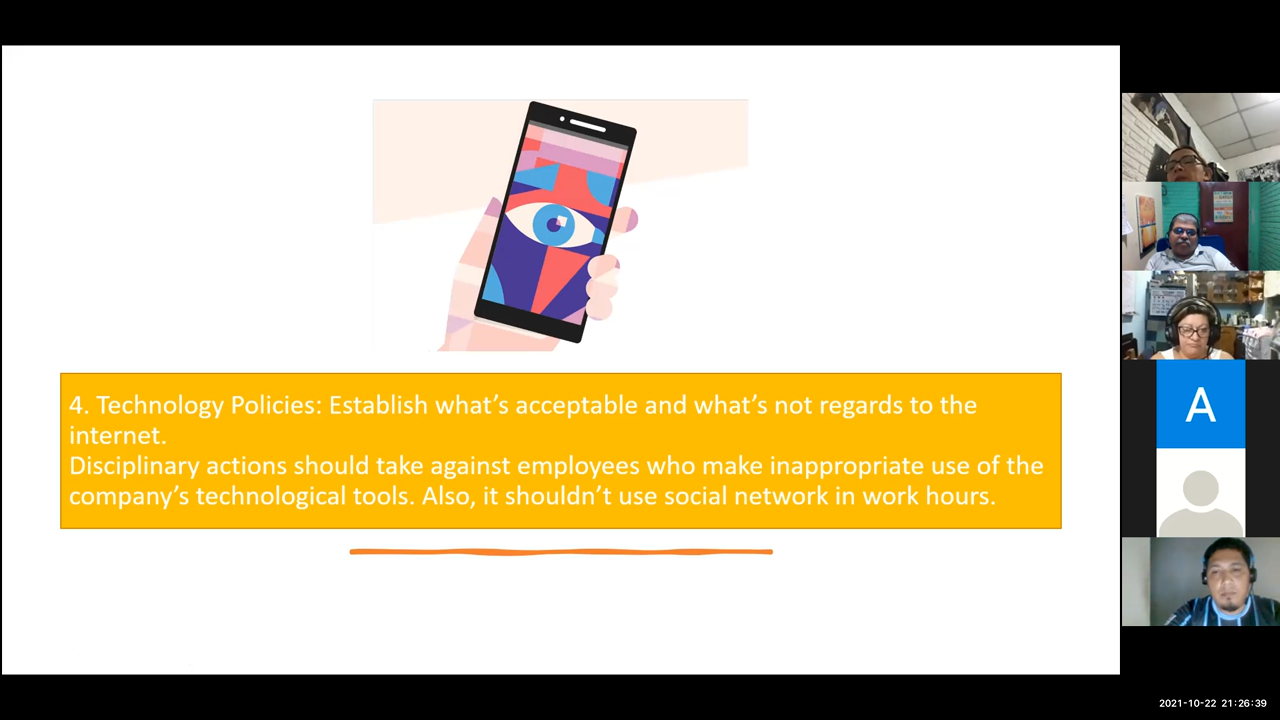 4. Technology Policies: Establish what’s acceptable and what’s not regards to the
internet.
Disciplinary actions should take against employees who make inappropriate use of the
company’s technological tools. Also, it shouldn’t use social network in work hours.
A
2021-10-22 21:26:39